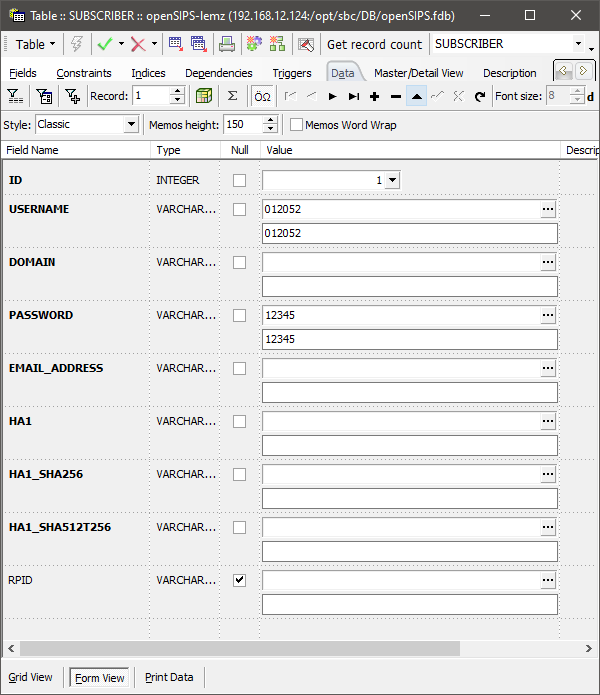 Table :: SUBSCRIBER :: openSIPS-lemz (192.168.12.124:/opt/sbc/DB/openSIPS.fdb)
Table Get record count SUBSCRIBER
Fields Constraints Indices Dependencies Triggers Data Master/Detail View Description
Record: 1 Σ ÖΩ Font size: 8 d
Style: Classic Memos height: 150 Memos Word Wrap
Field Name Type Null Value Descrip
ID INTEGER 1
USERNAME VARCHAR... 012052 ...
012052
DOMAIN VARCHAR... ...
PASSWORD VARCHAR... 12345 ...
12345
EMAIL_ADDRESS VARCHAR... ...
HA1 VARCHAR... ...
HA1_SHA256 VARCHAR... ...
HA1_SHA512T256 VARCHAR... ...
RPID VARCHAR... ...
Grid View Form View Print Data